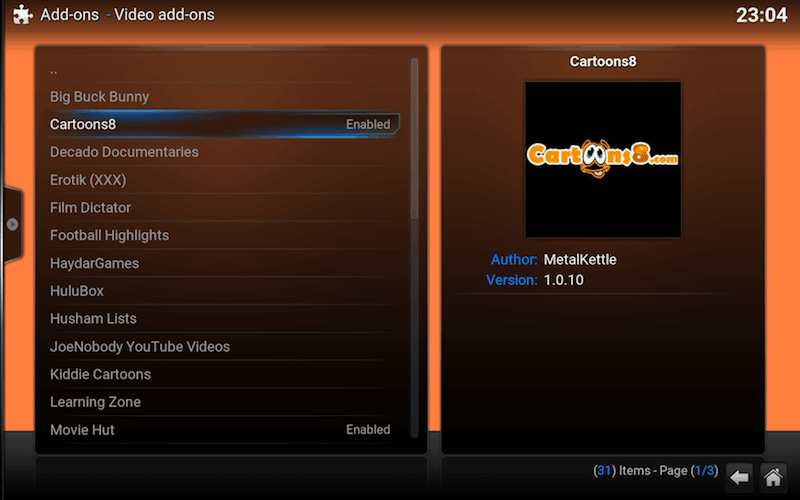 Add-ons - Video add-ons
23:04
..
Big Buck Bunny
Cartoons8 Enabled
Decado Documentaries
Erotik (XXX)
Film Dictator
Football Highlights
HaydarGames
HuluBox
Husham Lists
JoeNobody YouTube Videos
Kiddie Cartoons
Learning Zone
Movie Hut Enabled
Cartoons8
Cartoons8.com
Author: MetalKettle
Version: 1.0.10
(31) Items - Page (1/3)